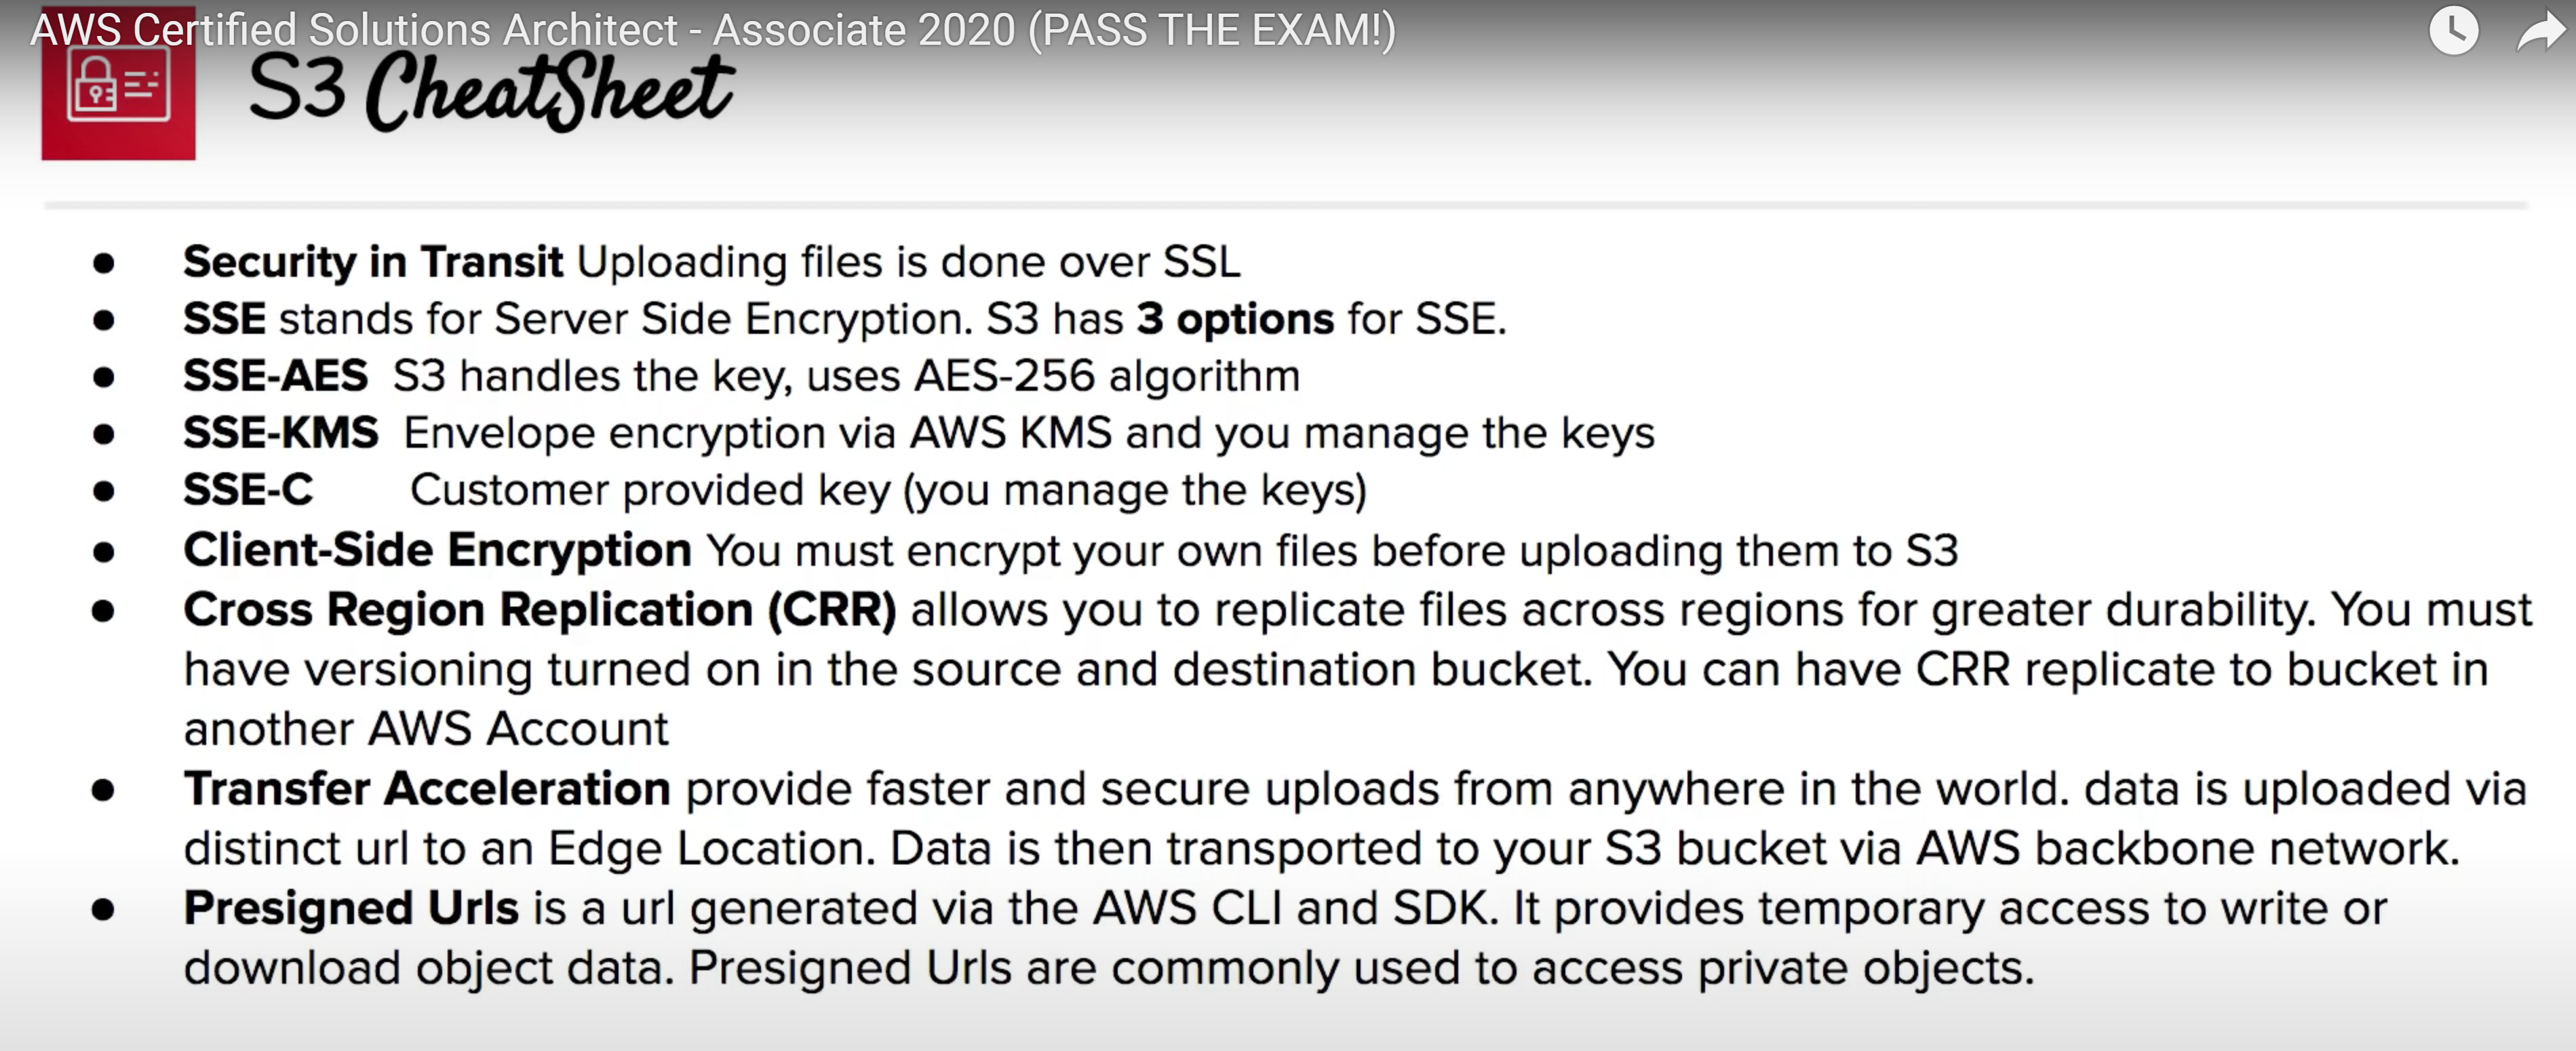 AWS Certified Solutions Architect - Associate 2020 (PASS THE EXAM!)
S3 CheatSheet
● Security in Transit Uploading files is done over SSL
● SSE stands for Server Side Encryption. S3 has 3 options for SSE.
● SSE-AES S3 handles the key, uses AES-256 algorithm
● SSE-KMS Envelope encryption via AWS KMS and you manage the keys
● SSE-C Customer provided key (you manage the keys)
● Client-Side Encryption You must encrypt your own files before uploading them to S3
● Cross Region Replication (CRR) allows you to replicate files across regions for greater durability. You must
have versioning turned on in the source and destination bucket. You can have CRR replicate to bucket in
another AWS Account
● Transfer Acceleration provide faster and secure uploads from anywhere in the world. data is uploaded via
distinct url to an Edge Location. Data is then transported to your S3 bucket via AWS backbone network.
● Presigned Urls is a url generated via the AWS CLI and SDK. It provides temporary access to write or
download object data. Presigned Urls are commonly used to access private objects.